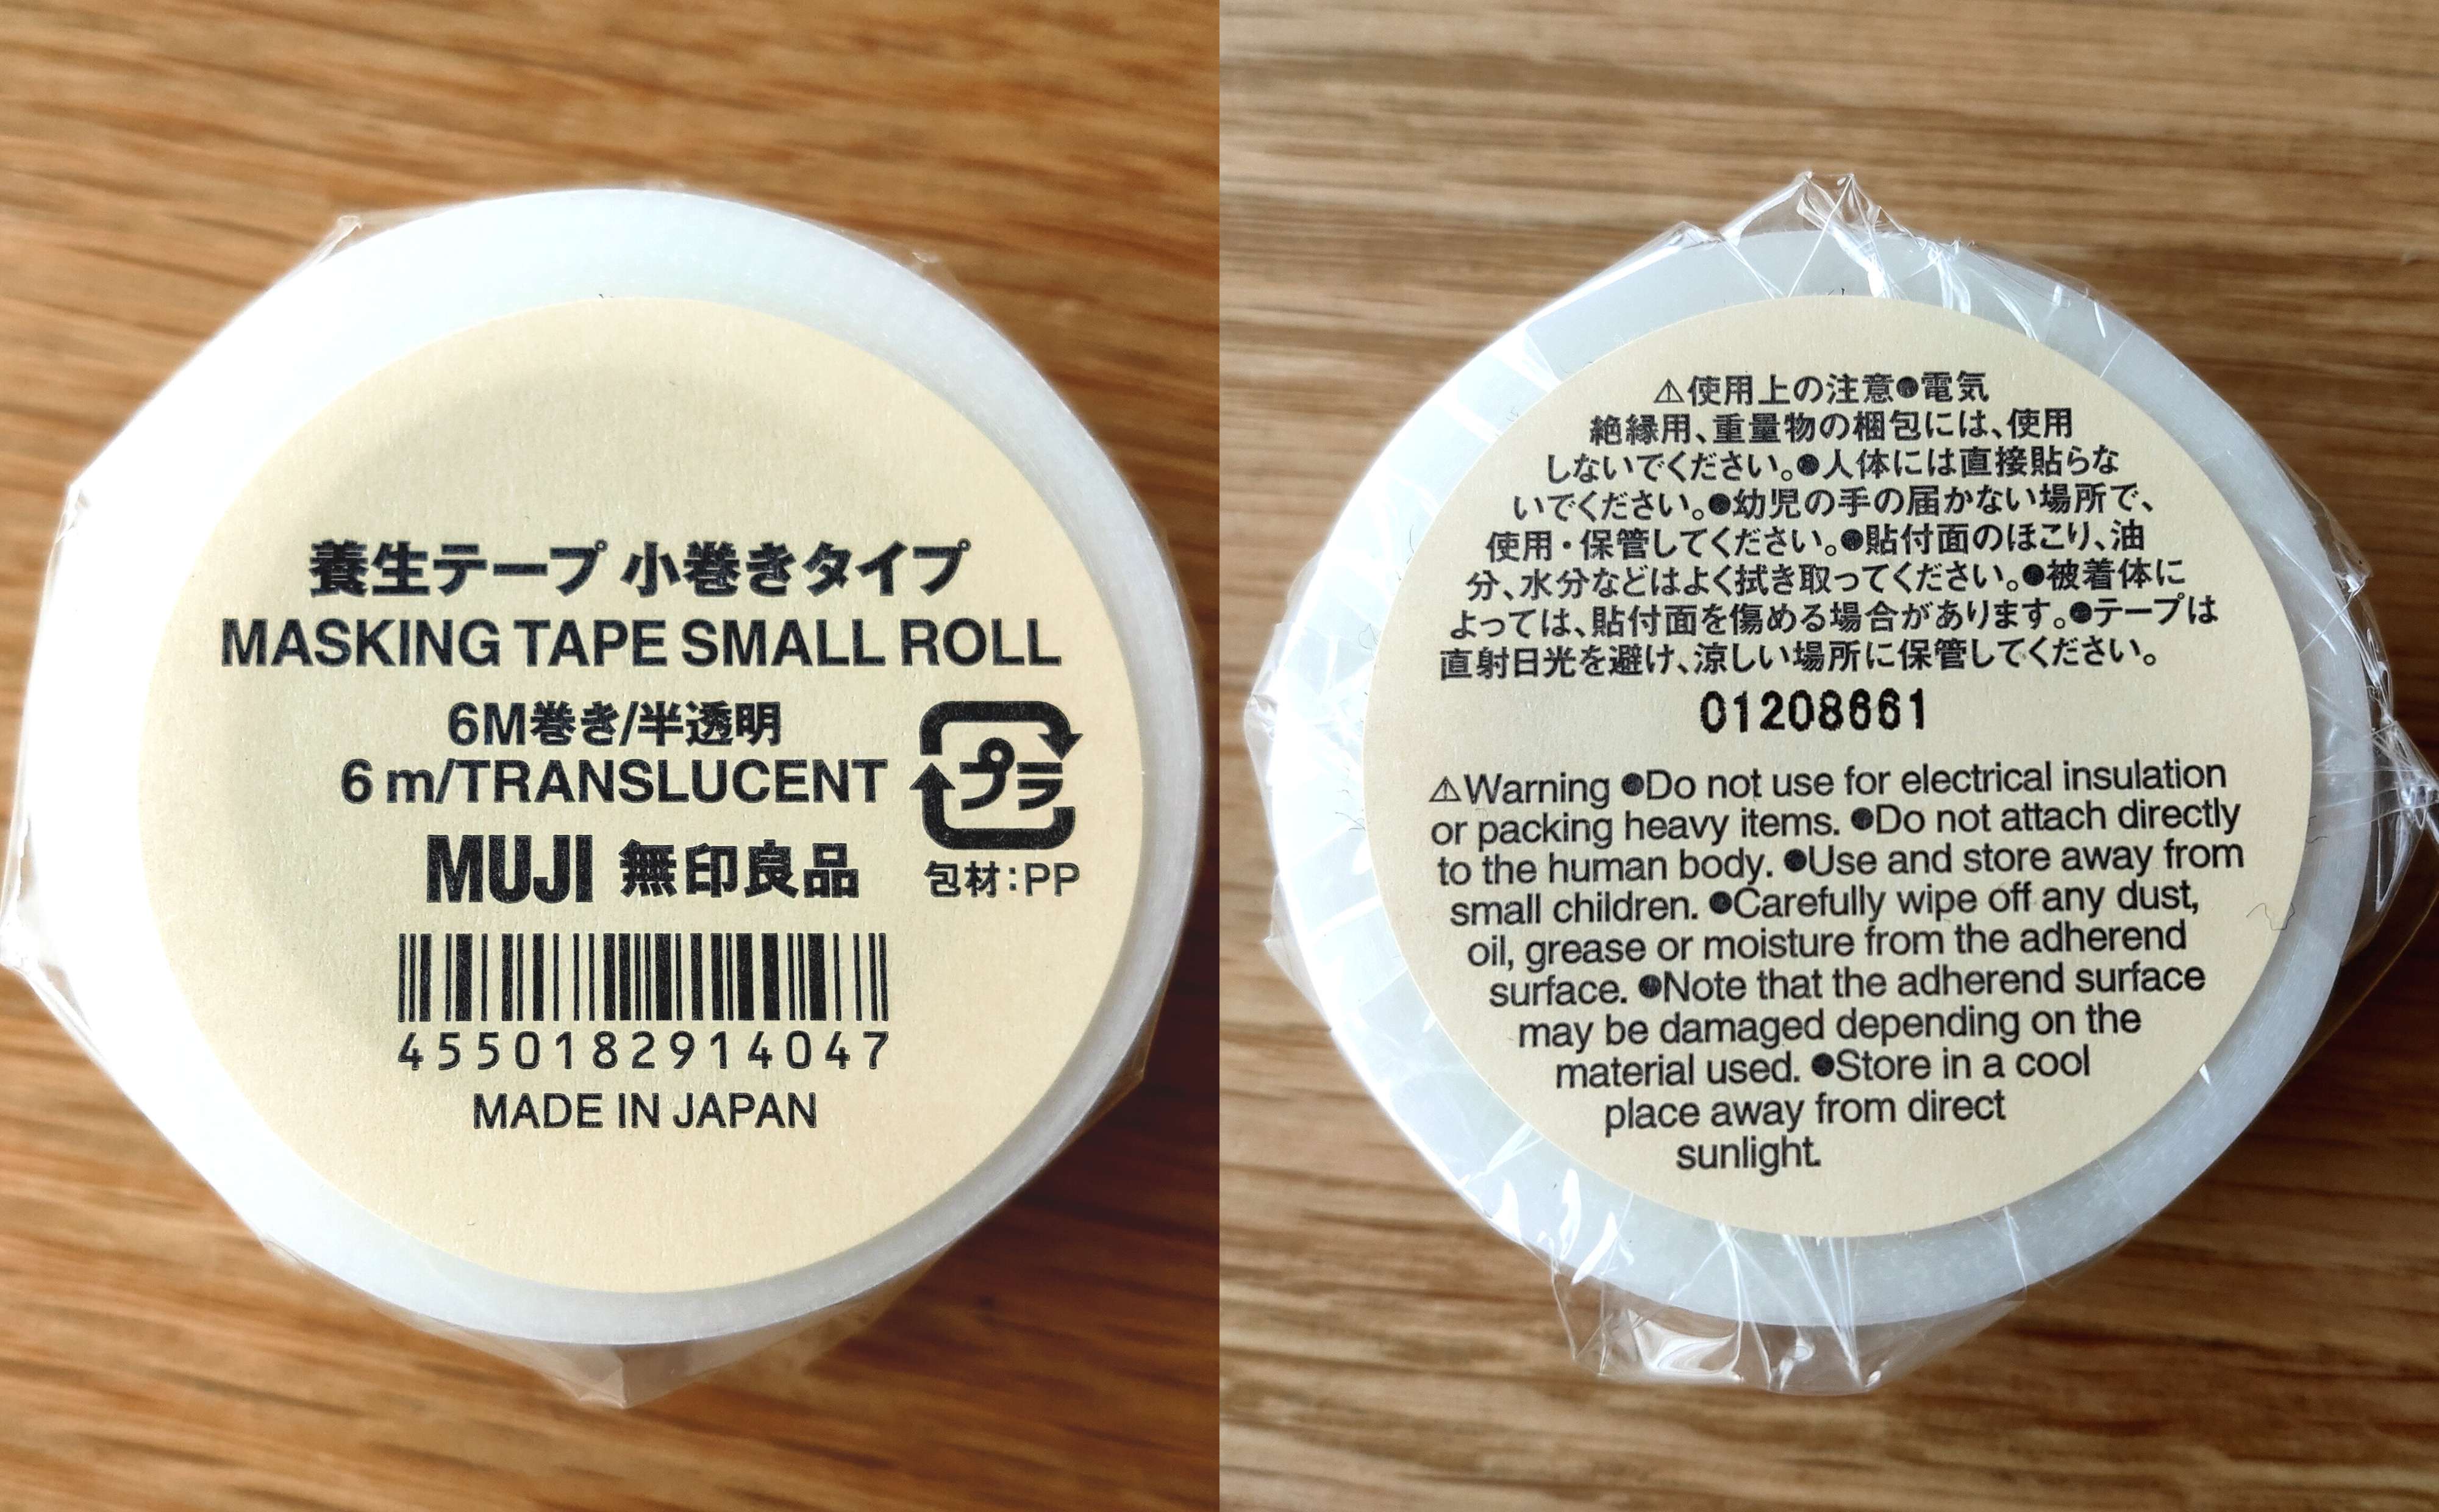 養生テープ 小巻きタイプ
MASKING TAPE SMALL ROLL
6M巻き/半透明
6 m/TRANSLUCENT
プラ
包材:PP
MUJI 無印良品
4550182914047
MADE IN JAPAN
⚠使用上の注意●電気
絶縁用、重量物の梱包には、使用
しないでください。●人体には直接貼らな
いでください。●幼児の手の届かない場所で、
使用・保管してください。●貼付面のほこり、油
分、水分などはよく拭き取ってください。●被着体に
よっては、貼付面を傷める場合があります。●テープは
直射日光を避け、涼しい場所に保管してください。
01208661
⚠Warning ●Do not use for electrical insulation
or packing heavy items. ●Do not attach directly
to the human body. ●Use and store away from
small children. ●Carefully wipe off any dust,
oil, grease or moisture from the adherend
surface. ●Note that the adherend surface
may be damaged depending on the
material used. ●Store in a cool
place away from direct
sunlight.